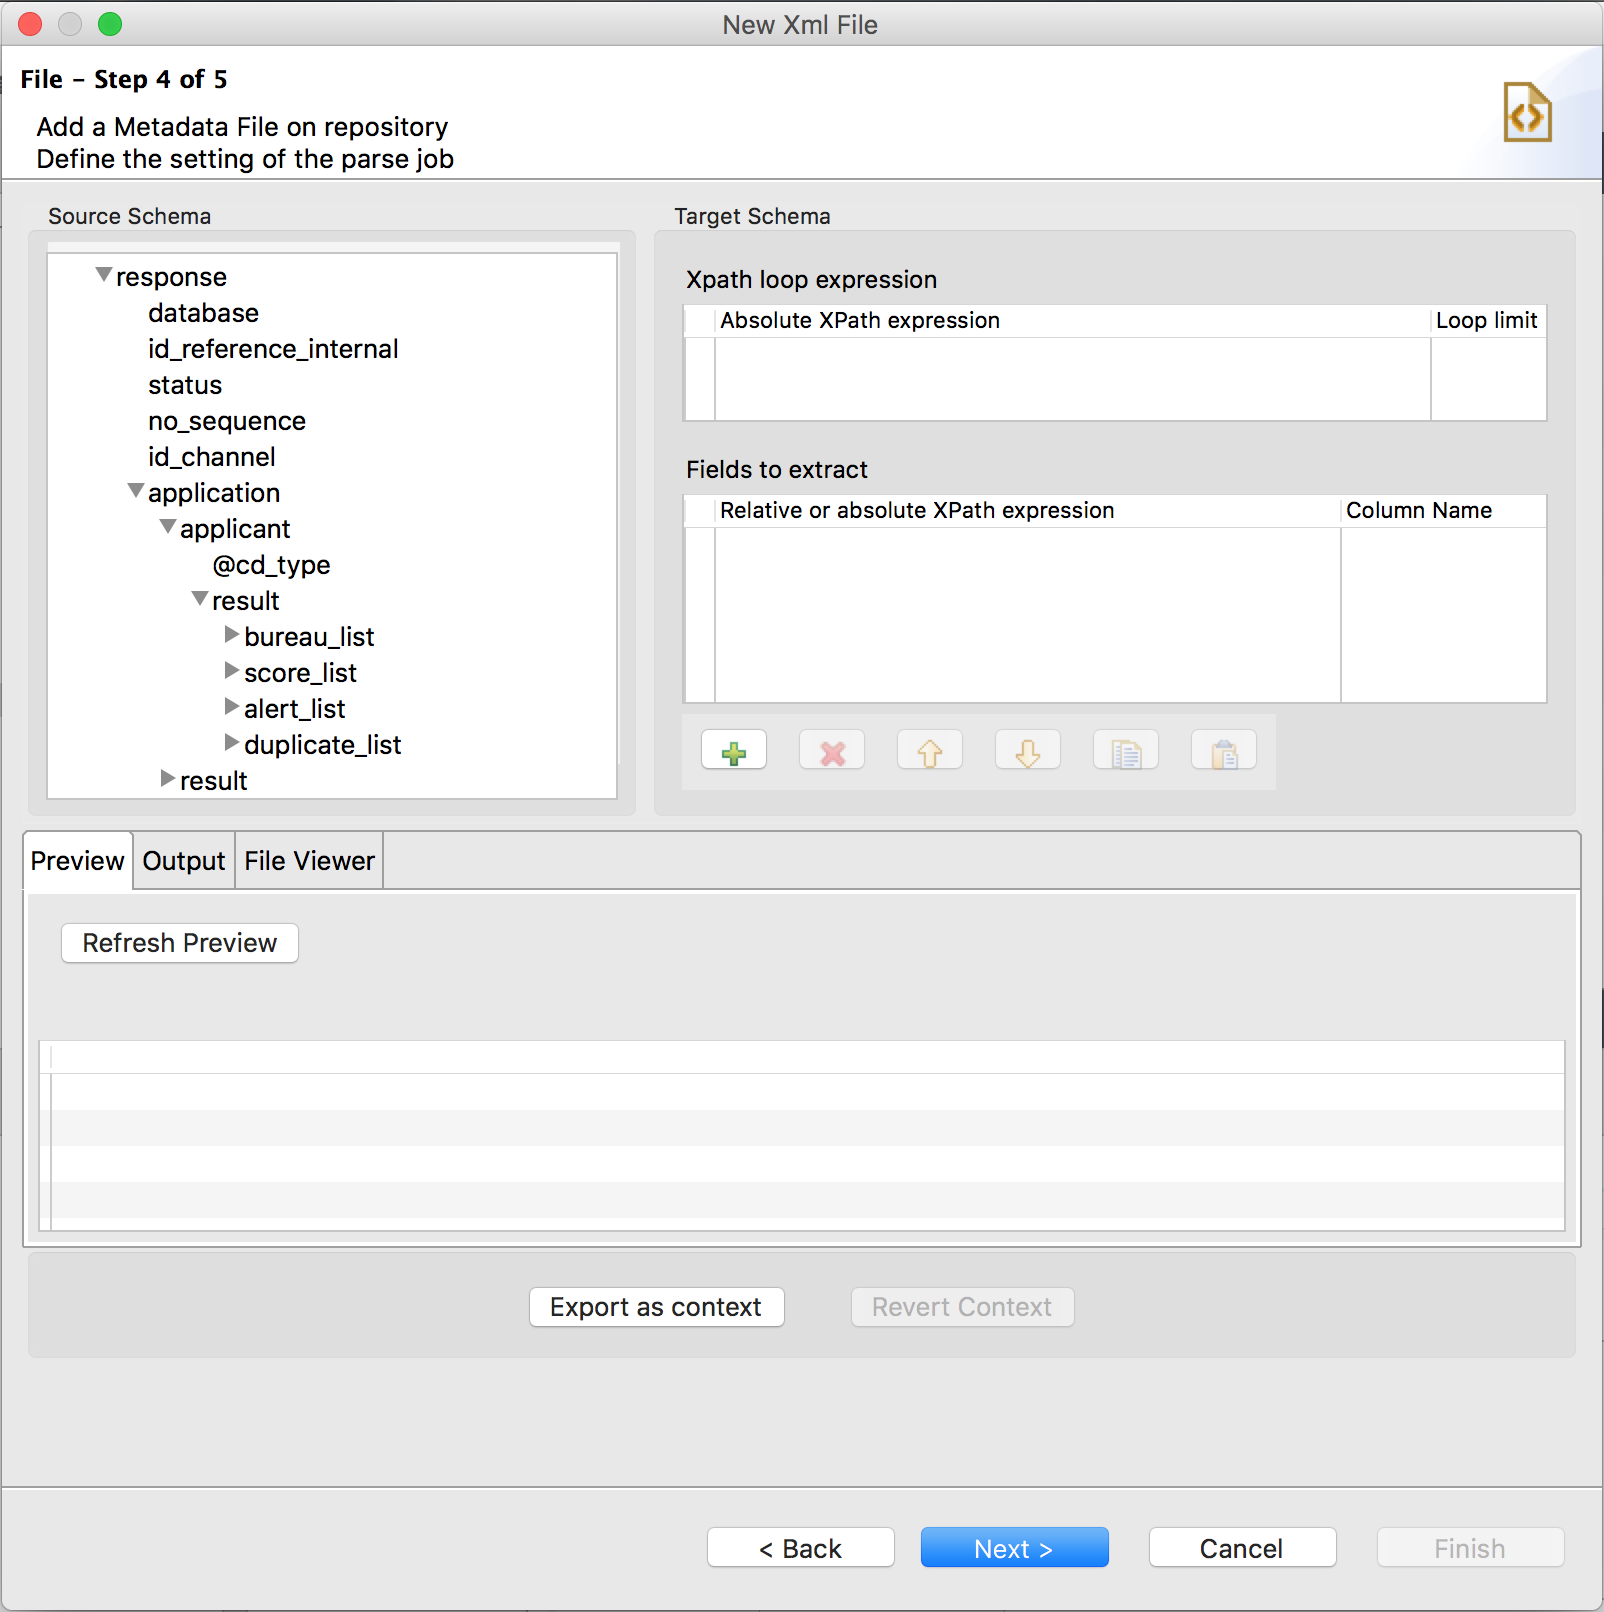 New Xml File
File – Step 4 of 5
Add a Metadata File on repository
Define the setting of the parse job
Source Schema
response
database
id_reference_internal
status
no_sequence
id_channel
application
applicant
@cd_type
result
bureau_list
score_list
alert_list
duplicate_list
result
Target Schema
Xpath loop expression
Absolute XPath expression Loop limit
Fields to extract
Relative or absolute XPath expression Column Name
Preview Output File Viewer
Refresh Preview
Export as context Revert Context
< Back Next > Cancel Finish